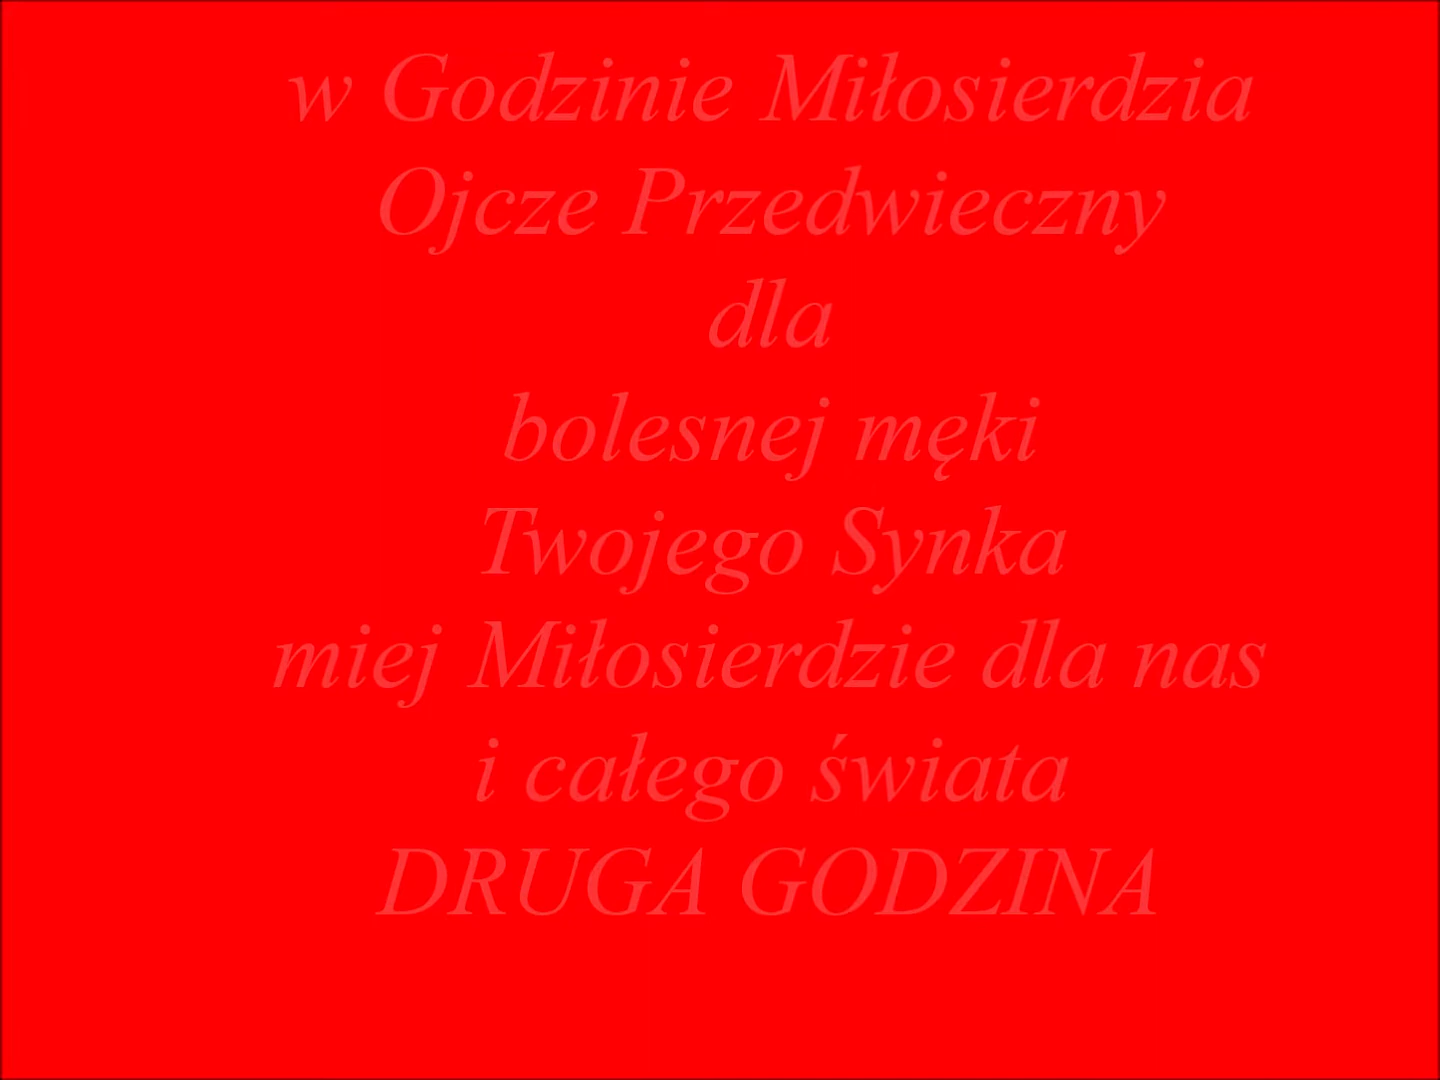 w Godzinie Miłosierdzia
Ojcze Przedwieczny
dla
bolesnej męki
Twojego Synka
miej Miłosierdzie dla nas
i całego świata
DRUGA GODZINA